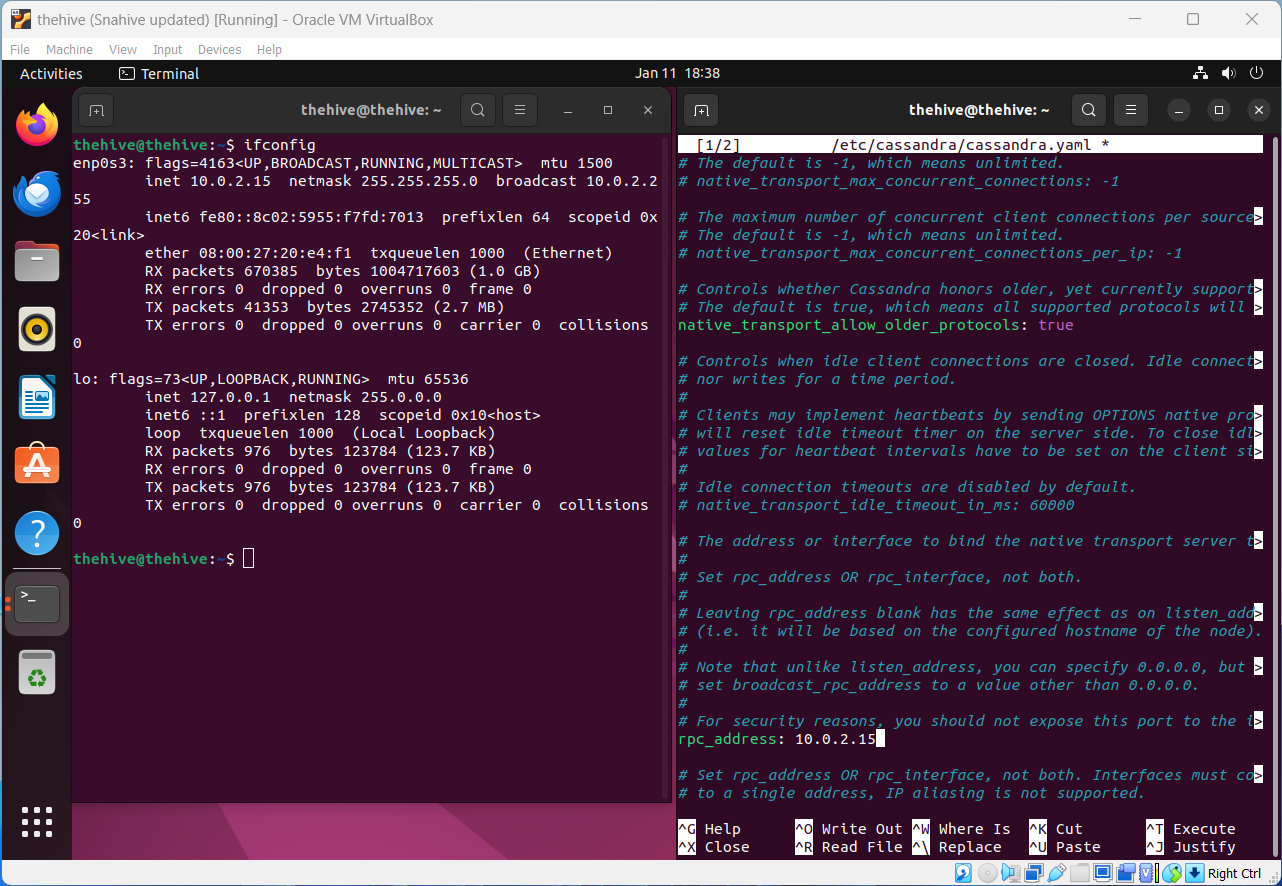 thehive (Snahive updated) [Running] - Oracle VM VirtualBox
File Machine View Input Devices Help
Activities Terminal Jan 11 18:38
thehive@thehive: ~
thehive@thehive:~$ ifconfig
enp0s3: flags=4163<UP,BROADCAST,RUNNING,MULTICAST> mtu 1500
inet 10.0.2.15 netmask 255.255.255.0 broadcast 10.0.2.2
55
inet6 fe80::8c02:5955:f7fd:7013 prefixlen 64 scopeid 0x
20<link>
ether 08:00:27:20:e4:f1 txqueuelen 1000 (Ethernet)
RX packets 670385 bytes 1004717603 (1.0 GB)
RX errors 0 dropped 0 overruns 0 frame 0
TX packets 41353 bytes 2745352 (2.7 MB)
TX errors 0 dropped 0 overruns 0 carrier 0 collisions
0
lo: flags=73<UP,LOOPBACK,RUNNING> mtu 65536
inet 127.0.0.1 netmask 255.0.0.0
inet6 ::1 prefixlen 128 scopeid 0x10<host>
loop txqueuelen 1000 (Local Loopback)
RX packets 976 bytes 123784 (123.7 KB)
RX errors 0 dropped 0 overruns 0 frame 0
TX packets 976 bytes 123784 (123.7 KB)
TX errors 0 dropped 0 overruns 0 carrier 0 collisions
0
thehive@thehive:~$
thehive@thehive: ~
[1/2] /etc/cassandra/cassandra.yaml *
# The default is -1, which means unlimited.
# native_transport_max_concurrent_connections: -1
# The maximum number of concurrent client connections per source>
# The default is -1, which means unlimited.
# native_transport_max_concurrent_connections_per_ip: -1
# Controls whether Cassandra honors older, yet currently support>
# The default is true, which means all supported protocols will >
native_transport_allow_older_protocols: true
# Controls when idle client connections are closed. Idle connect>
# nor writes for a time period.
#
# Clients may implement heartbeats by sending OPTIONS native pro>
# will reset idle timeout timer on the server side. To close idl>
# values for heartbeat intervals have to be set on the client si>
#
# Idle connection timeouts are disabled by default.
# native_transport_idle_timeout_in_ms: 60000
# The address or interface to bind the native transport server t>
#
# Set rpc_address OR rpc_interface, not both.
#
# Leaving rpc_address blank has the same effect as on listen_add>
# (i.e. it will be based on the configured hostname of the node).
#
# Note that unlike listen_address, you can specify 0.0.0.0, but >
# set broadcast_rpc_address to a value other than 0.0.0.0.
#
# For security reasons, you should not expose this port to the i>
rpc_address: 10.0.2.15
# Set rpc_address OR rpc_interface, not both. Interfaces must co>
# to a single address, IP aliasing is not supported.
^G Help ^O Write Out ^W Where Is ^K Cut ^T Execute
^X Close ^R Read File ^\ Replace ^U Paste ^J Justify
Right Ctrl